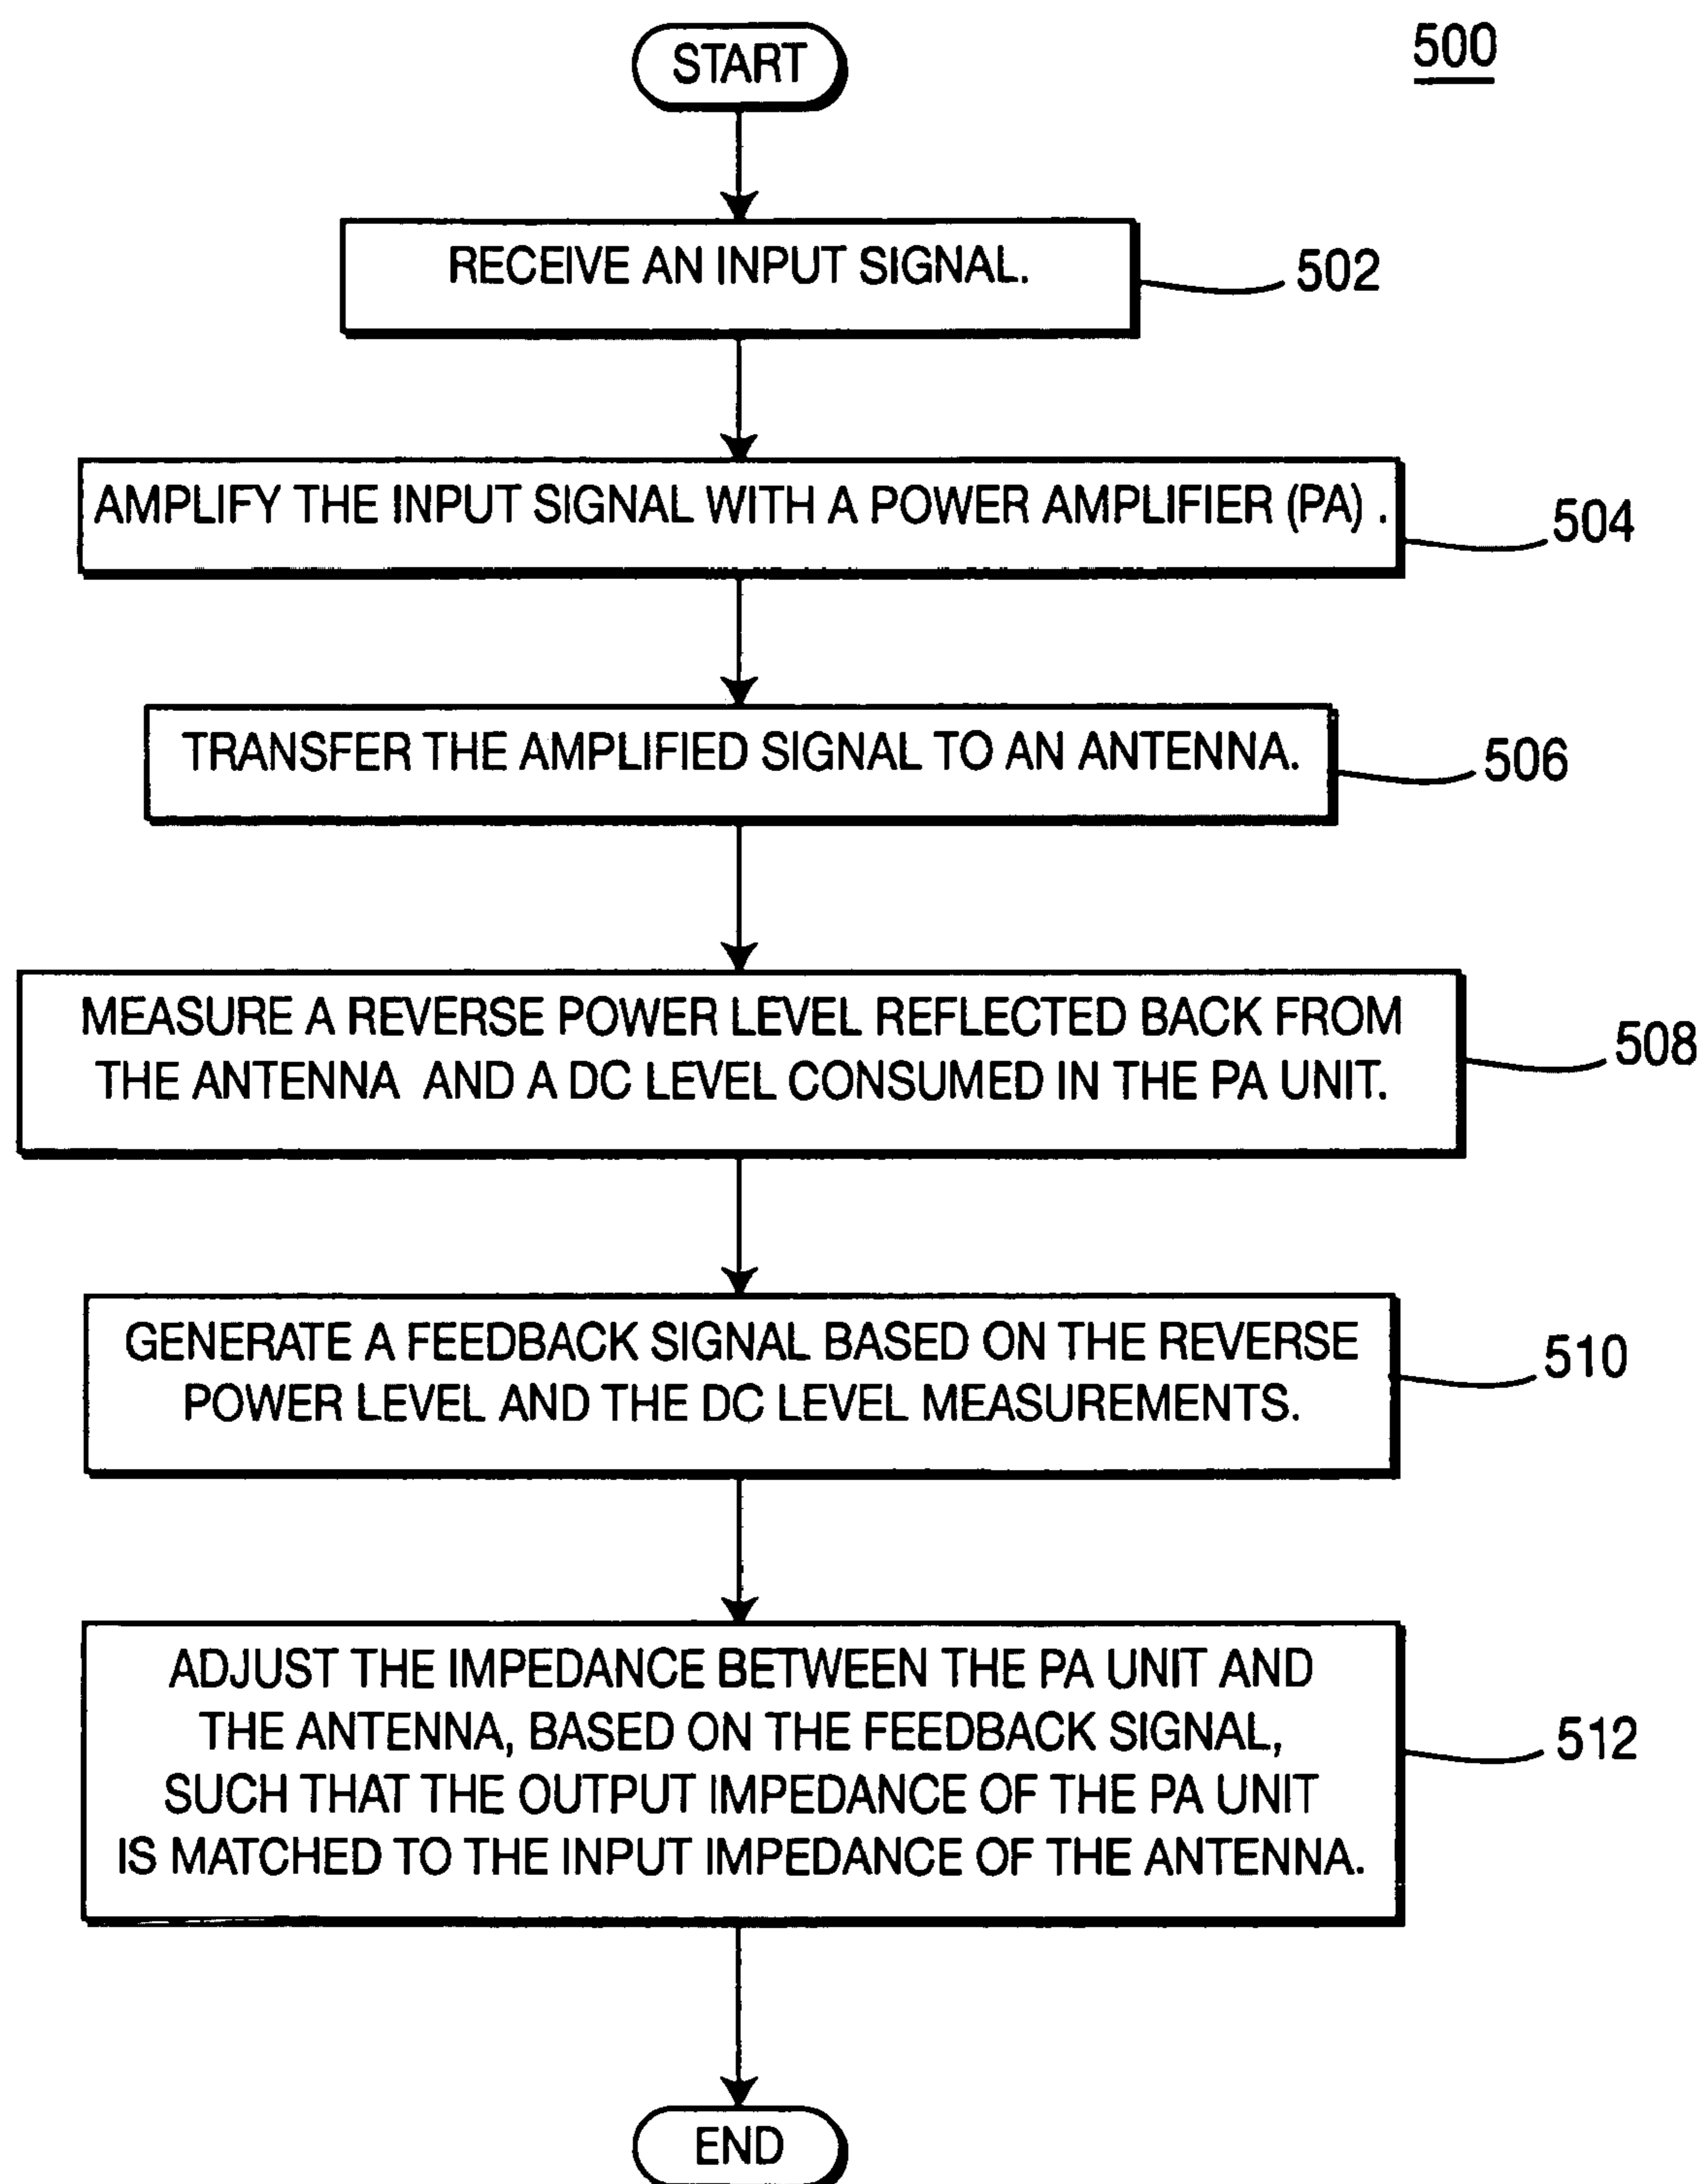 START
500
RECEIVE AN INPUT SIGNAL.
502
AMPLIFY THE INPUT SIGNAL WITH A POWER AMPLIFIER (PA) .
504
TRANSFER THE AMPLIFIED SIGNAL TO AN ANTENNA.
506
MEASURE A REVERSE POWER LEVEL REFLECTED BACK FROM
THE ANTENNA AND A DC LEVEL CONSUMED IN THE PA UNIT.
508
GENERATE A FEEDBACK SIGNAL BASED ON THE REVERSE
POWER LEVEL AND THE DC LEVEL MEASUREMENTS.
510
ADJUST THE IMPEDANCE BETWEEN THE PA UNIT AND
THE ANTENNA, BASED ON THE FEEDBACK SIGNAL,
SUCH THAT THE OUTPUT IMPEDANCE OF THE PA UNIT
IS MATCHED TO THE INPUT IMPEDANCE OF THE ANTENNA.
512
END